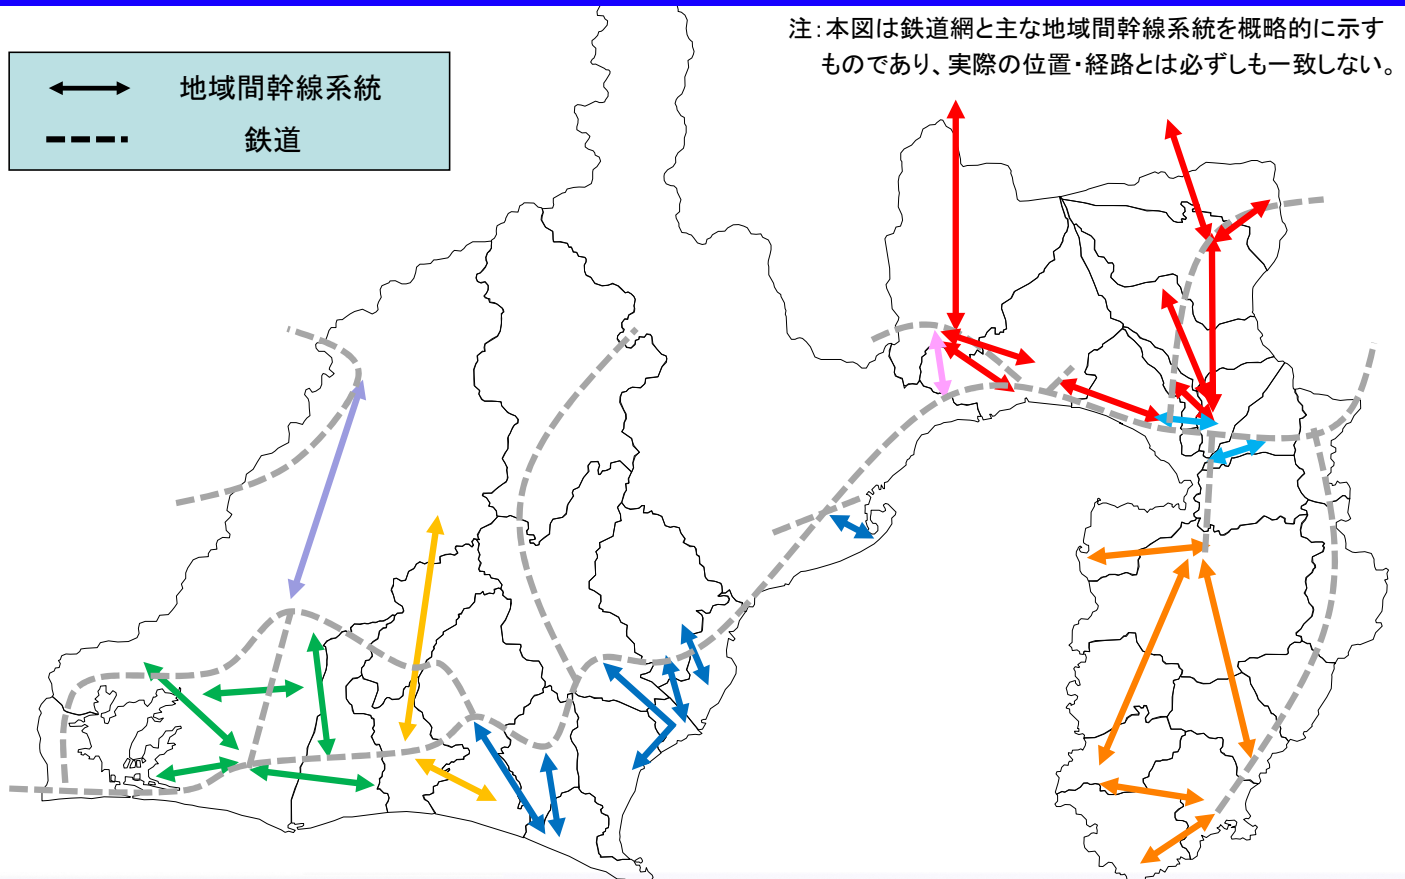 注：本図は鉄道網と主な地域間幹線系統を概略的に示す
ものであり、実際の位置・経路とは必ずしも一致しない。
地域間幹線系統
鉄道